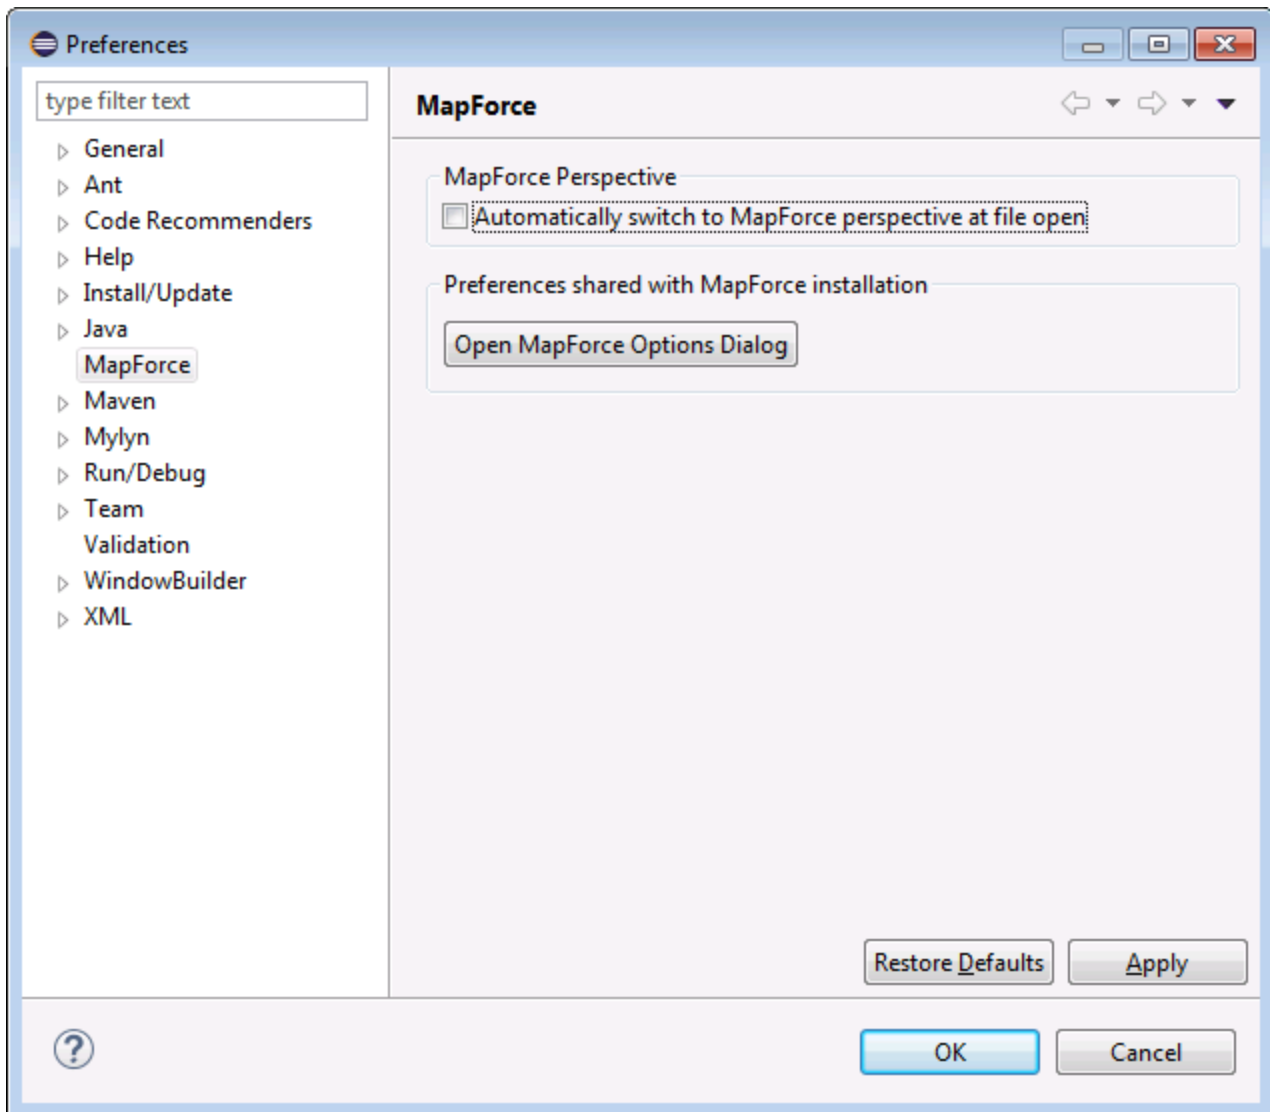 Preferences
type filter text
General
Ant
Code Recommenders
Help
Install/Update
Java
MapForce
Maven
Mylyn
Run/Debug
Team
Validation
WindowBuilder
XML
MapForce
MapForce Perspective
Automatically switch to MapForce perspective at file open
Preferences shared with MapForce installation
Open MapForce Options Dialog
Restore Defaults
Apply
OK
Cancel